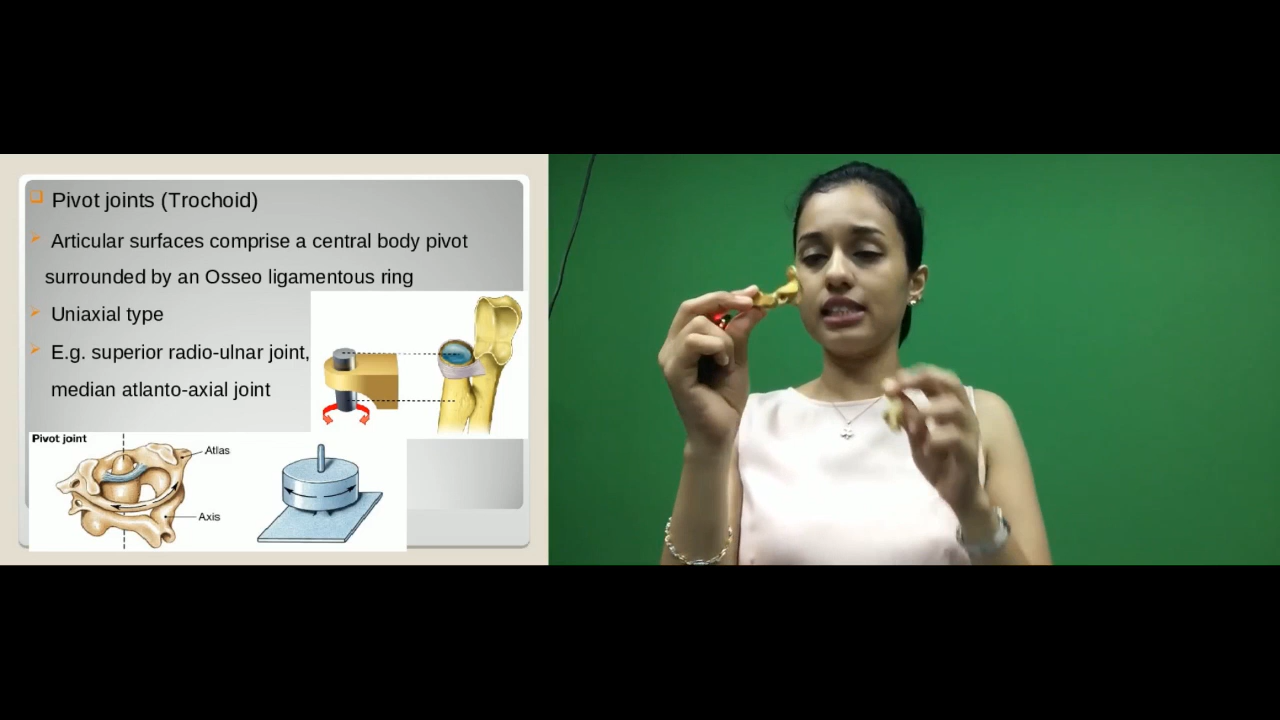 Pivot joints (Trochoid)
Articular surfaces comprise a central body pivot
surrounded by an Osseo ligamentous ring
Uniaxial type
E.g. superior radio-ulnar joint,
median atlanto-axial joint
Pivot joint
Atlas
Axis